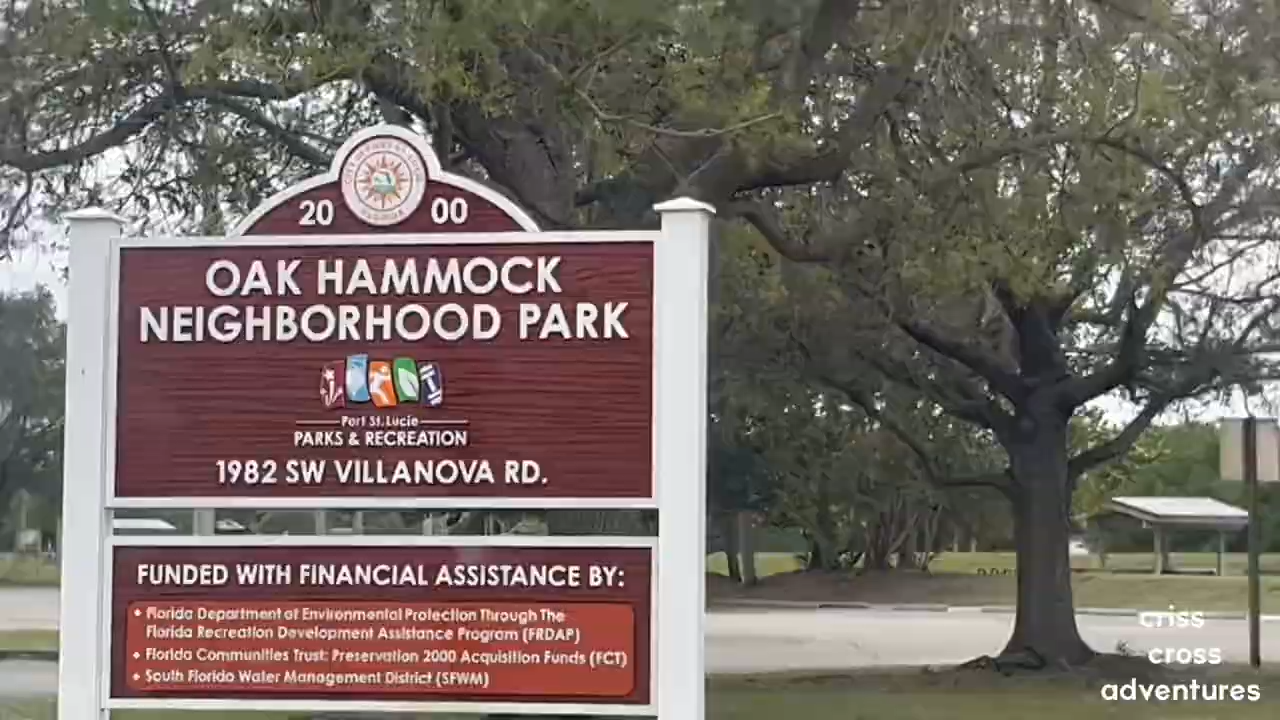 20 00
OAK HAMMOCK
NEIGHBORHOOD PARK
Port St. Lucie
PARKS & RECREATION
1982 SW VILLANOVA RD.
FUNDED WITH FINANCIAL ASSISTANCE BY:
• Florida Department of Environmental Protection Through The
Florida Recreation Development Assistance Program (FRDAP)
• Florida Communities Trust: Preservation 2000 Acquisition Funds (FCT)
• South Florida Water Management District (SFWM)
criss
cross
adventures